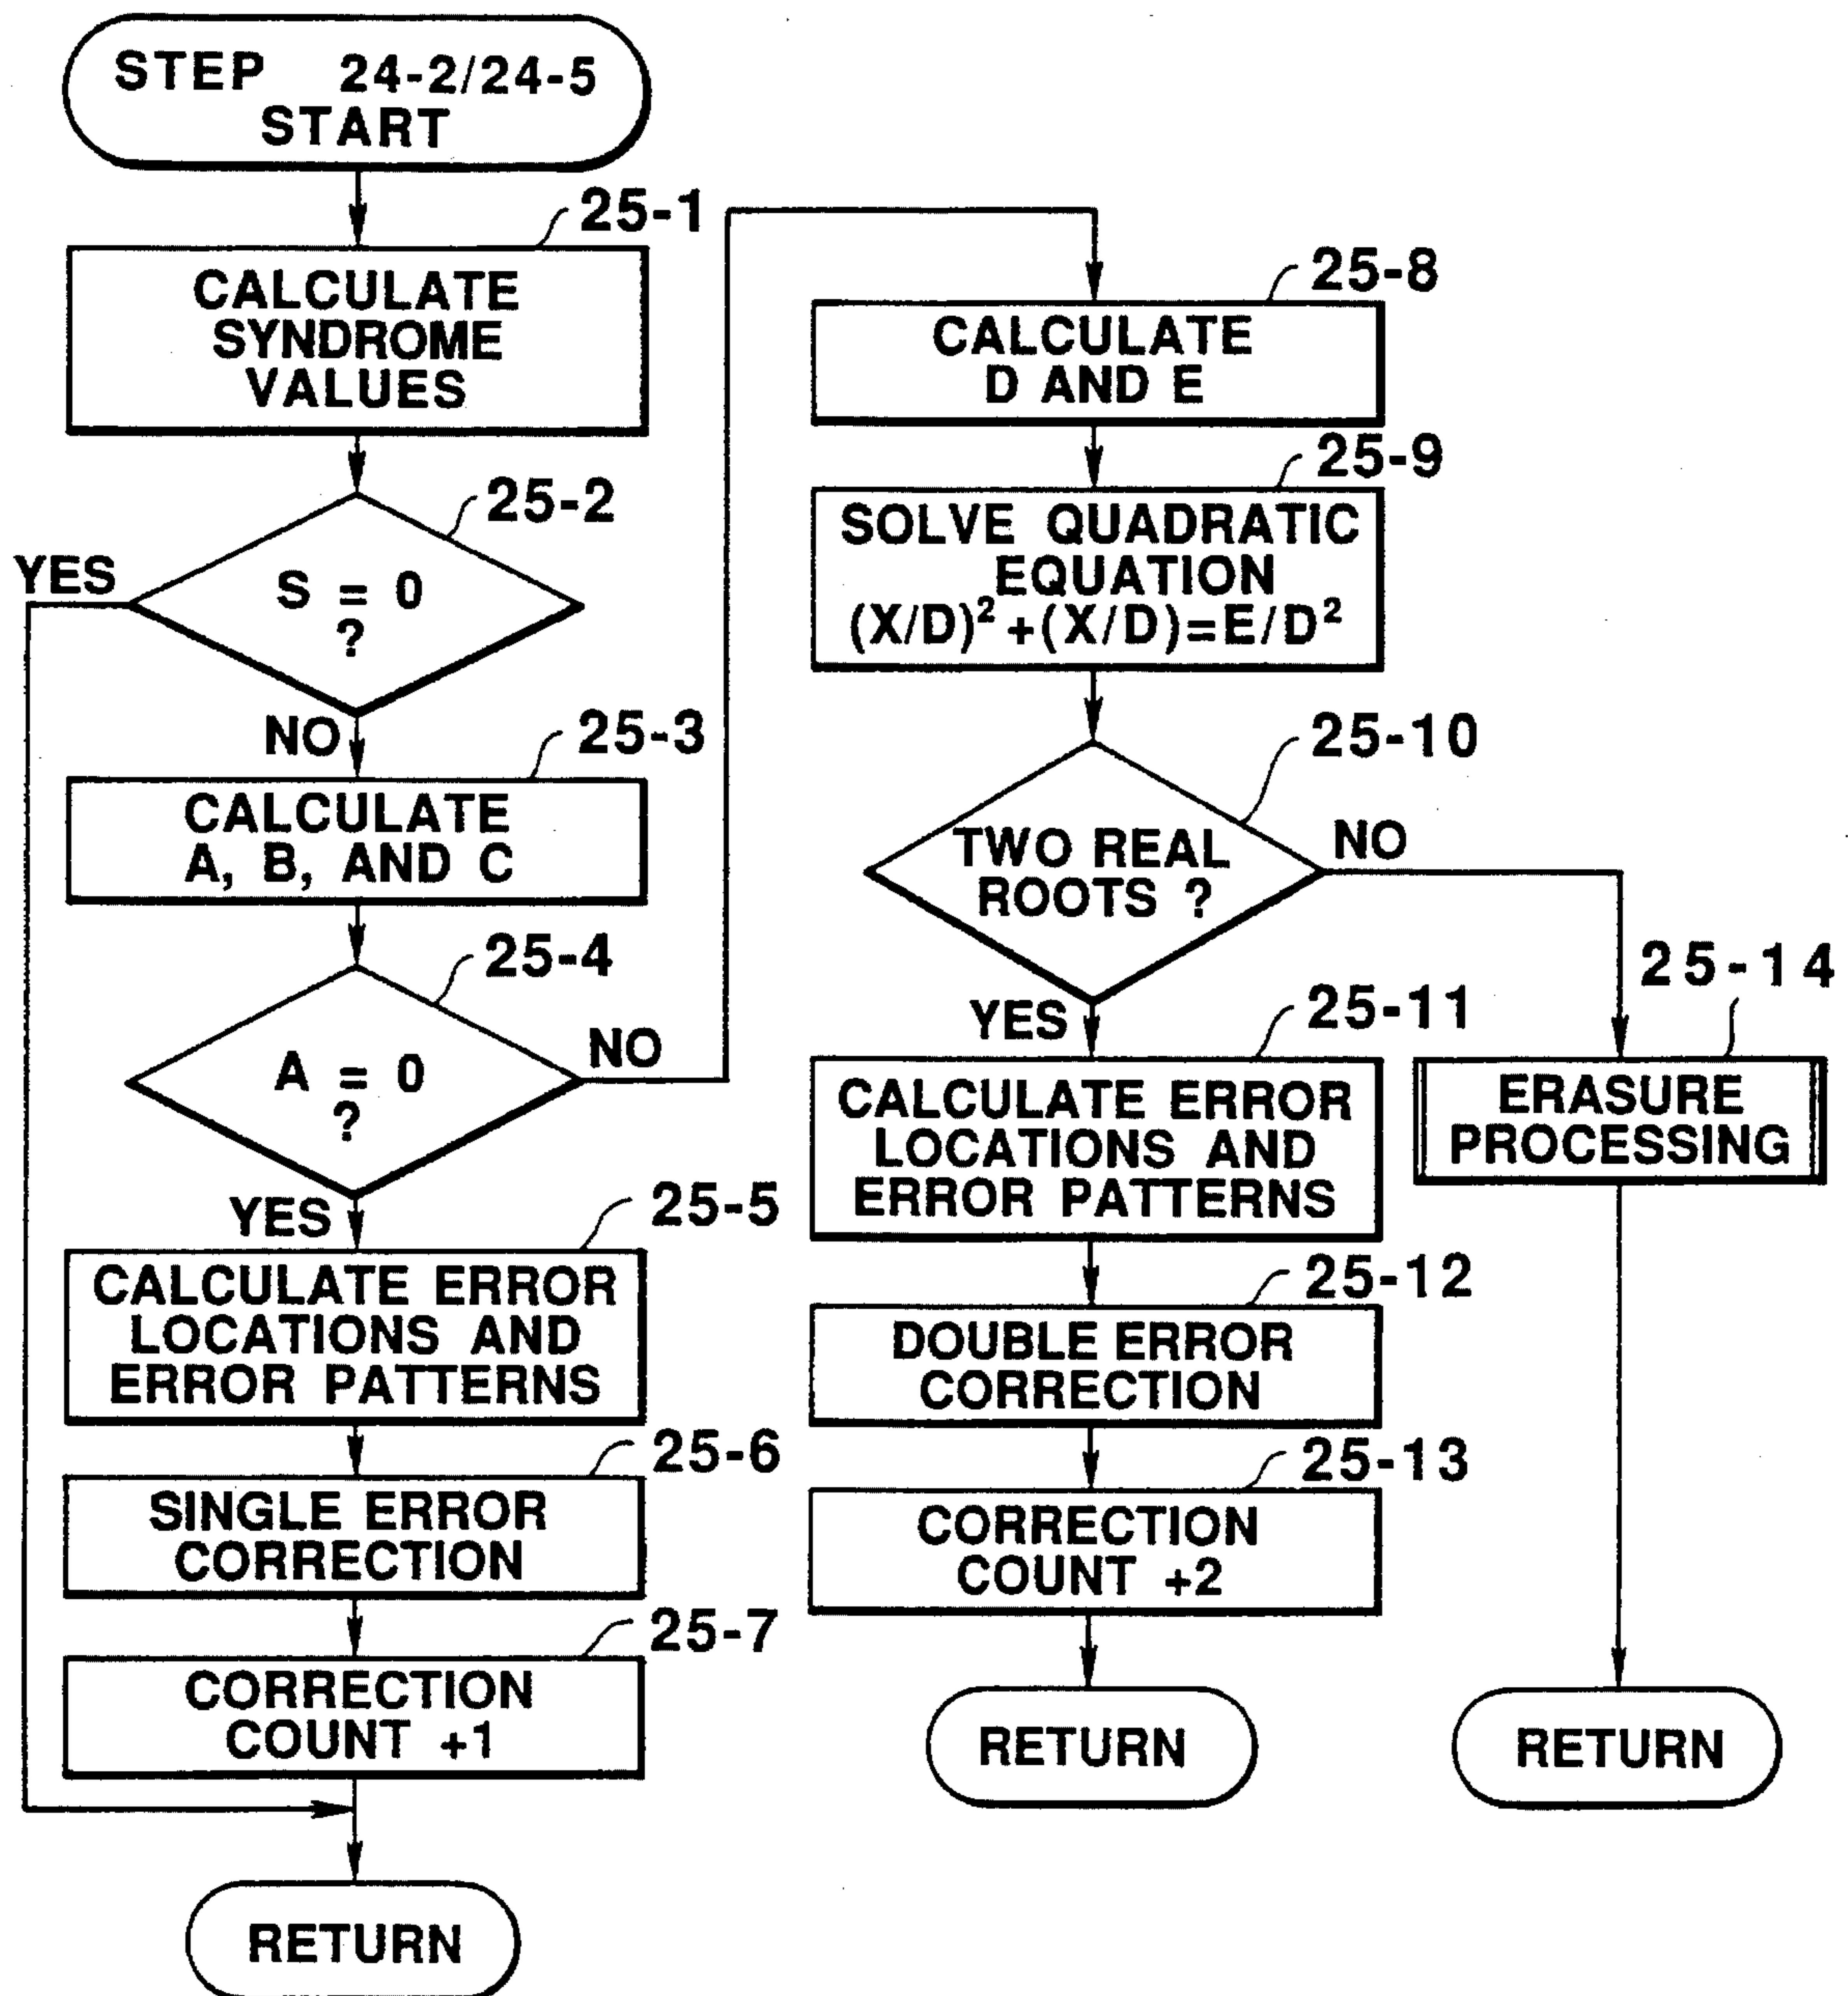 STEP 24-2/24-5
START
25-1
CALCULATE
SYNDROME
VALUES
25-2
YES
S = 0
?
NO
25-3
CALCULATE
A, B, AND C
25-4
A = 0
?
NO
YES
25-5
CALCULATE ERROR
LOCATIONS AND
ERROR PATTERNS
25-6
SINGLE ERROR
CORRECTION
25-7
CORRECTION
COUNT +1
RETURN
25-8
CALCULATE
D AND E
25-9
SOLVE QUADRATIC
EQUATION
(X/D)²+(X/D)=E/D²
25-10
TWO REAL
ROOTS ?
NO
YES
25-11
CALCULATE ERROR
LOCATIONS AND
ERROR PATTERNS
25-12
DOUBLE ERROR
CORRECTION
25-13
CORRECTION
COUNT +2
RETURN
25-14
ERASURE
PROCESSING
RETURN